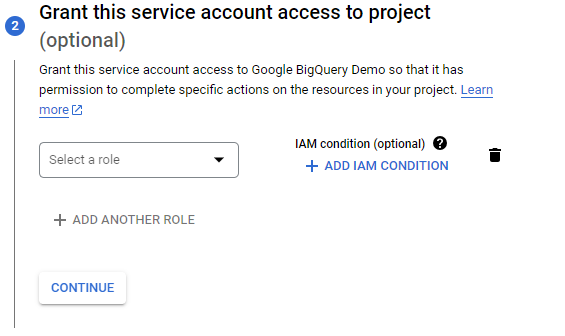 2
Grant this service account access to project
(optional)
Grant this service account access to Google BigQuery Demo so that it has
permission to complete specific actions on the resources in your project. Learn
more
IAM condition (optional) ?
Select a role
+ ADD IAM CONDITION
+ ADD ANOTHER ROLE
CONTINUE